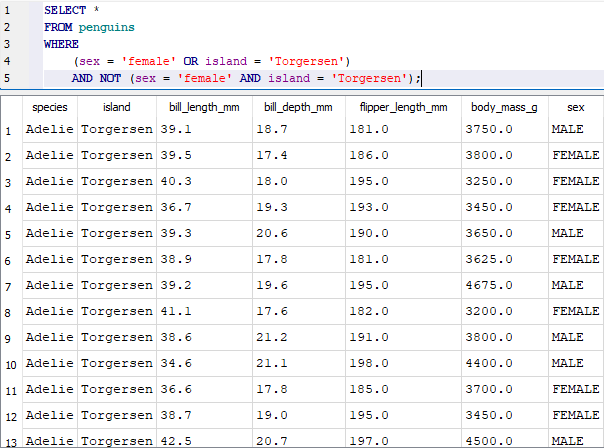 1 SELECT *
2 FROM penguins
3 WHERE
4 (sex = 'female' OR island = 'Torgersen')
5 AND NOT (sex = 'female' AND island = 'Torgersen');
species island bill_length_mm bill_depth_mm flipper_length_mm body_mass_g sex
1 Adelie Torgersen 39.1 18.7 181.0 3750.0 MALE
2 Adelie Torgersen 39.5 17.4 186.0 3800.0 FEMALE
3 Adelie Torgersen 40.3 18.0 195.0 3250.0 FEMALE
4 Adelie Torgersen 36.7 19.3 193.0 3450.0 FEMALE
5 Adelie Torgersen 39.3 20.6 190.0 3650.0 MALE
6 Adelie Torgersen 38.9 17.8 181.0 3625.0 FEMALE
7 Adelie Torgersen 39.2 19.6 195.0 4675.0 MALE
8 Adelie Torgersen 41.1 17.6 182.0 3200.0 FEMALE
9 Adelie Torgersen 38.6 21.2 191.0 3800.0 MALE
10 Adelie Torgersen 34.6 21.1 198.0 4400.0 MALE
11 Adelie Torgersen 36.6 17.8 185.0 3700.0 FEMALE
12 Adelie Torgersen 38.7 19.0 195.0 3450.0 FEMALE
13 Adelie Torgersen 42.5 20.7 197.0 4500.0 MALE